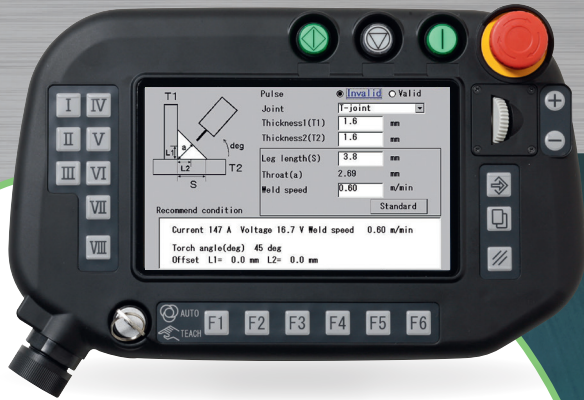 I IV
II V
III VI
VII
VIII
T1
L1
a
L2
S
deg
T2
Pulse Invalid Valid
Joint T-joint
Thickness1(T1) 1.6 mm
Thickness2(T2) 1.6 mm
Leg length(S) 3.8 mm
Throat(a) 2.69 mm
Weld speed 0.60 m/min
Standard
Recommend condition
Current 147 A Voltage 16.7 V Weld speed 0.60 m/min
Torch angle(deg) 45 deg
Offset L1= 0.0 mm L2= 0.0 mm
AUTO
TEACH
F1 F2 F3 F4 F5 F6